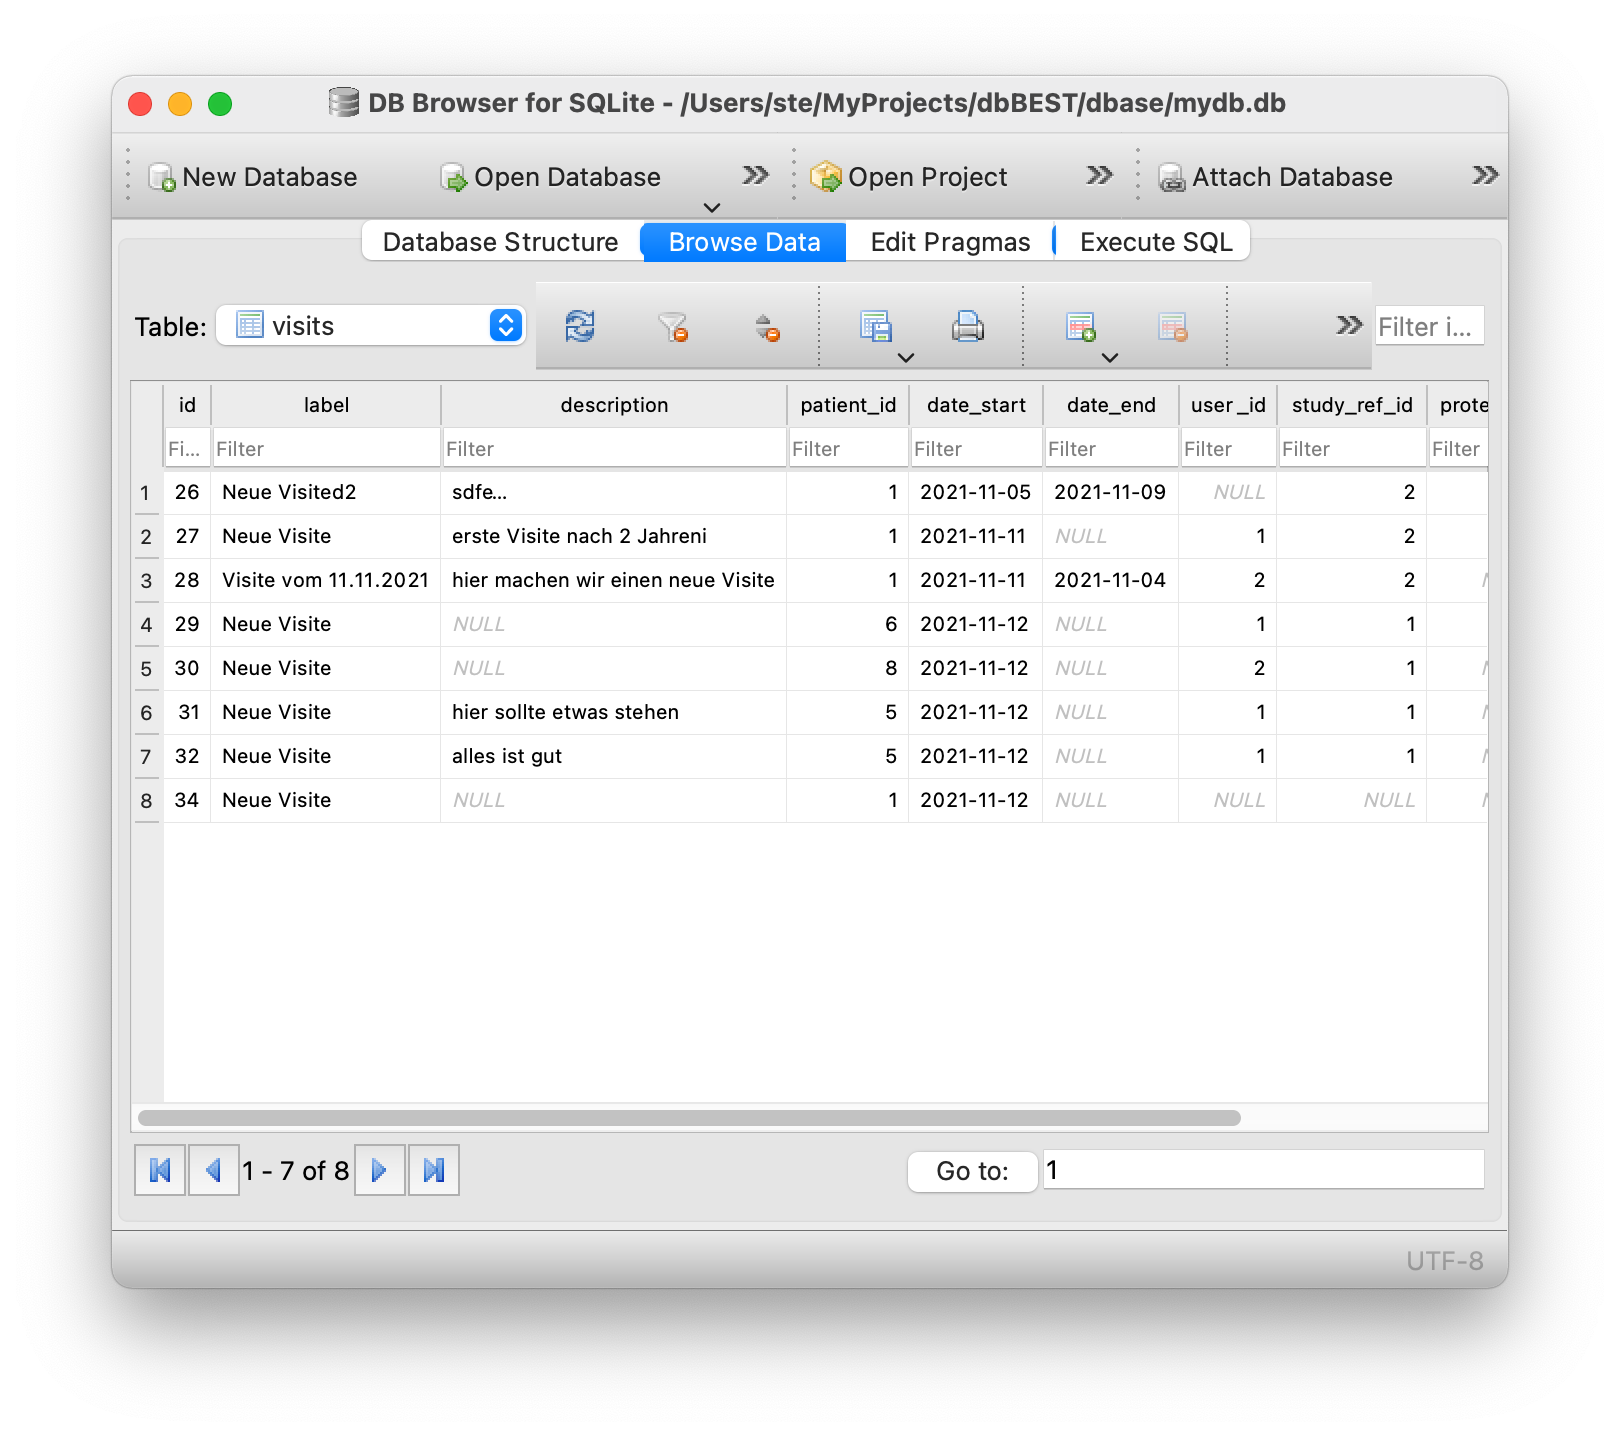 DB Browser for SQLite - /Users/ste/MyProjects/dbBEST/dbase/mydb.db
New Database Open Database Open Project Attach Database
Database Structure Browse Data Edit Pragmas Execute SQL
Table: visits Filter i...
id label description patient_id date_start date_end user_id study_ref_id prote
Fi... Filter Filter Filter Filter Filter Filter Filter Filter
1 26 Neue Visited2 sdfe... 1 2021-11-05 2021-11-09 NULL 2
2 27 Neue Visite erste Visite nach 2 Jahreni 1 2021-11-11 NULL 1 2
3 28 Visite vom 11.11.2021 hier machen wir einen neue Visite 1 2021-11-11 2021-11-04 2 2
4 29 Neue Visite NULL 6 2021-11-12 NULL 1 1
5 30 Neue Visite NULL 8 2021-11-12 NULL 2 1
6 31 Neue Visite hier sollte etwas stehen 5 2021-11-12 NULL 1 1
7 32 Neue Visite alles ist gut 5 2021-11-12 NULL 1 1
8 34 Neue Visite NULL 1 2021-11-12 NULL NULL NULL
1 - 7 of 8 Go to: 1
UTF-8